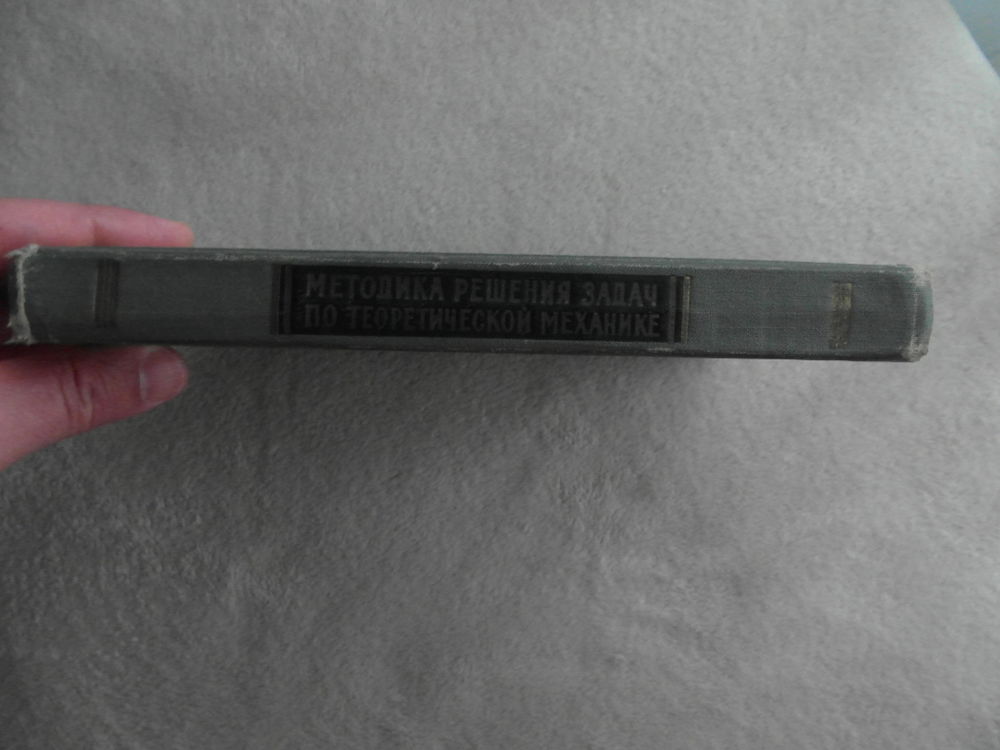 МЕТОДИКА РЕШЕНИЯ ЗАДАЧ
ПО ТЕОРЕТИЧЕСКОЙ МЕХАНИКЕ